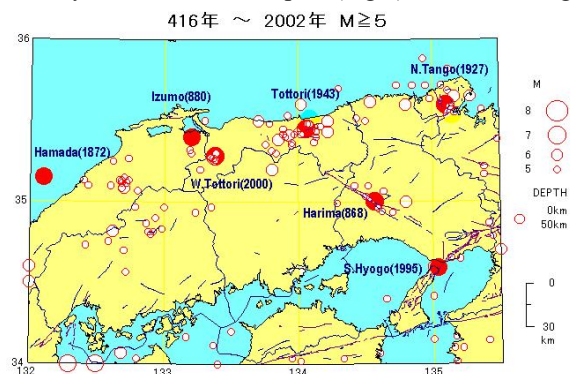 416年 ～ 2002年 M≧5
36
N.Tango(1927)
Izumo(880)
Tottori(1943)
Hamada(1872)
W.Tottori(2000)
35
Harima(868)
S.Hyogo(1995)
34
132
133
134
135
M
8
7
6
5
DEPTH
0km
50km
0
30
km